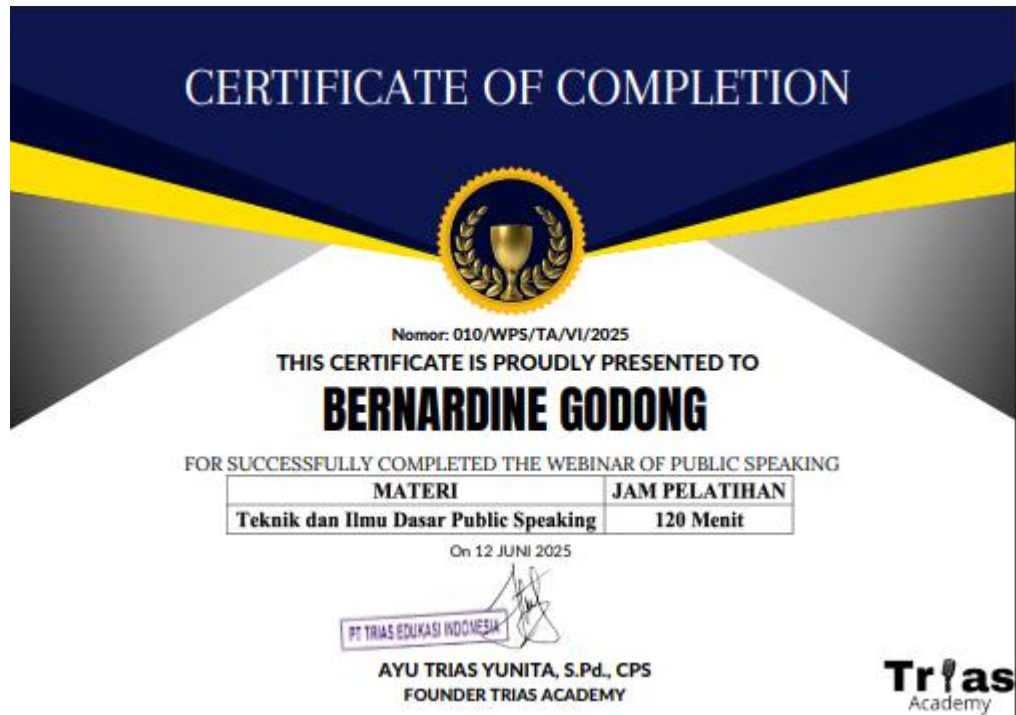 CERTIFICATE OF COMPLETION
Nomor: 010/WPS/TA/VI/2025
THIS CERTIFICATE IS PROUDLY PRESENTED TO
BERNARDINE GODONG
FOR SUCCESSFULLY COMPLETED THE WEBINAR OF PUBLIC SPEAKING
MATERI JAM PELATIHAN
Teknik dan Ilmu Dasar Public Speaking 120 Menit
On 12 JUNI 2025
PT TRIAS EDUKASI INDONESIA
AYU TRIAS YUNITA, S.Pd., CPS
FOUNDER TRIAS ACADEMY
Trias
Academy